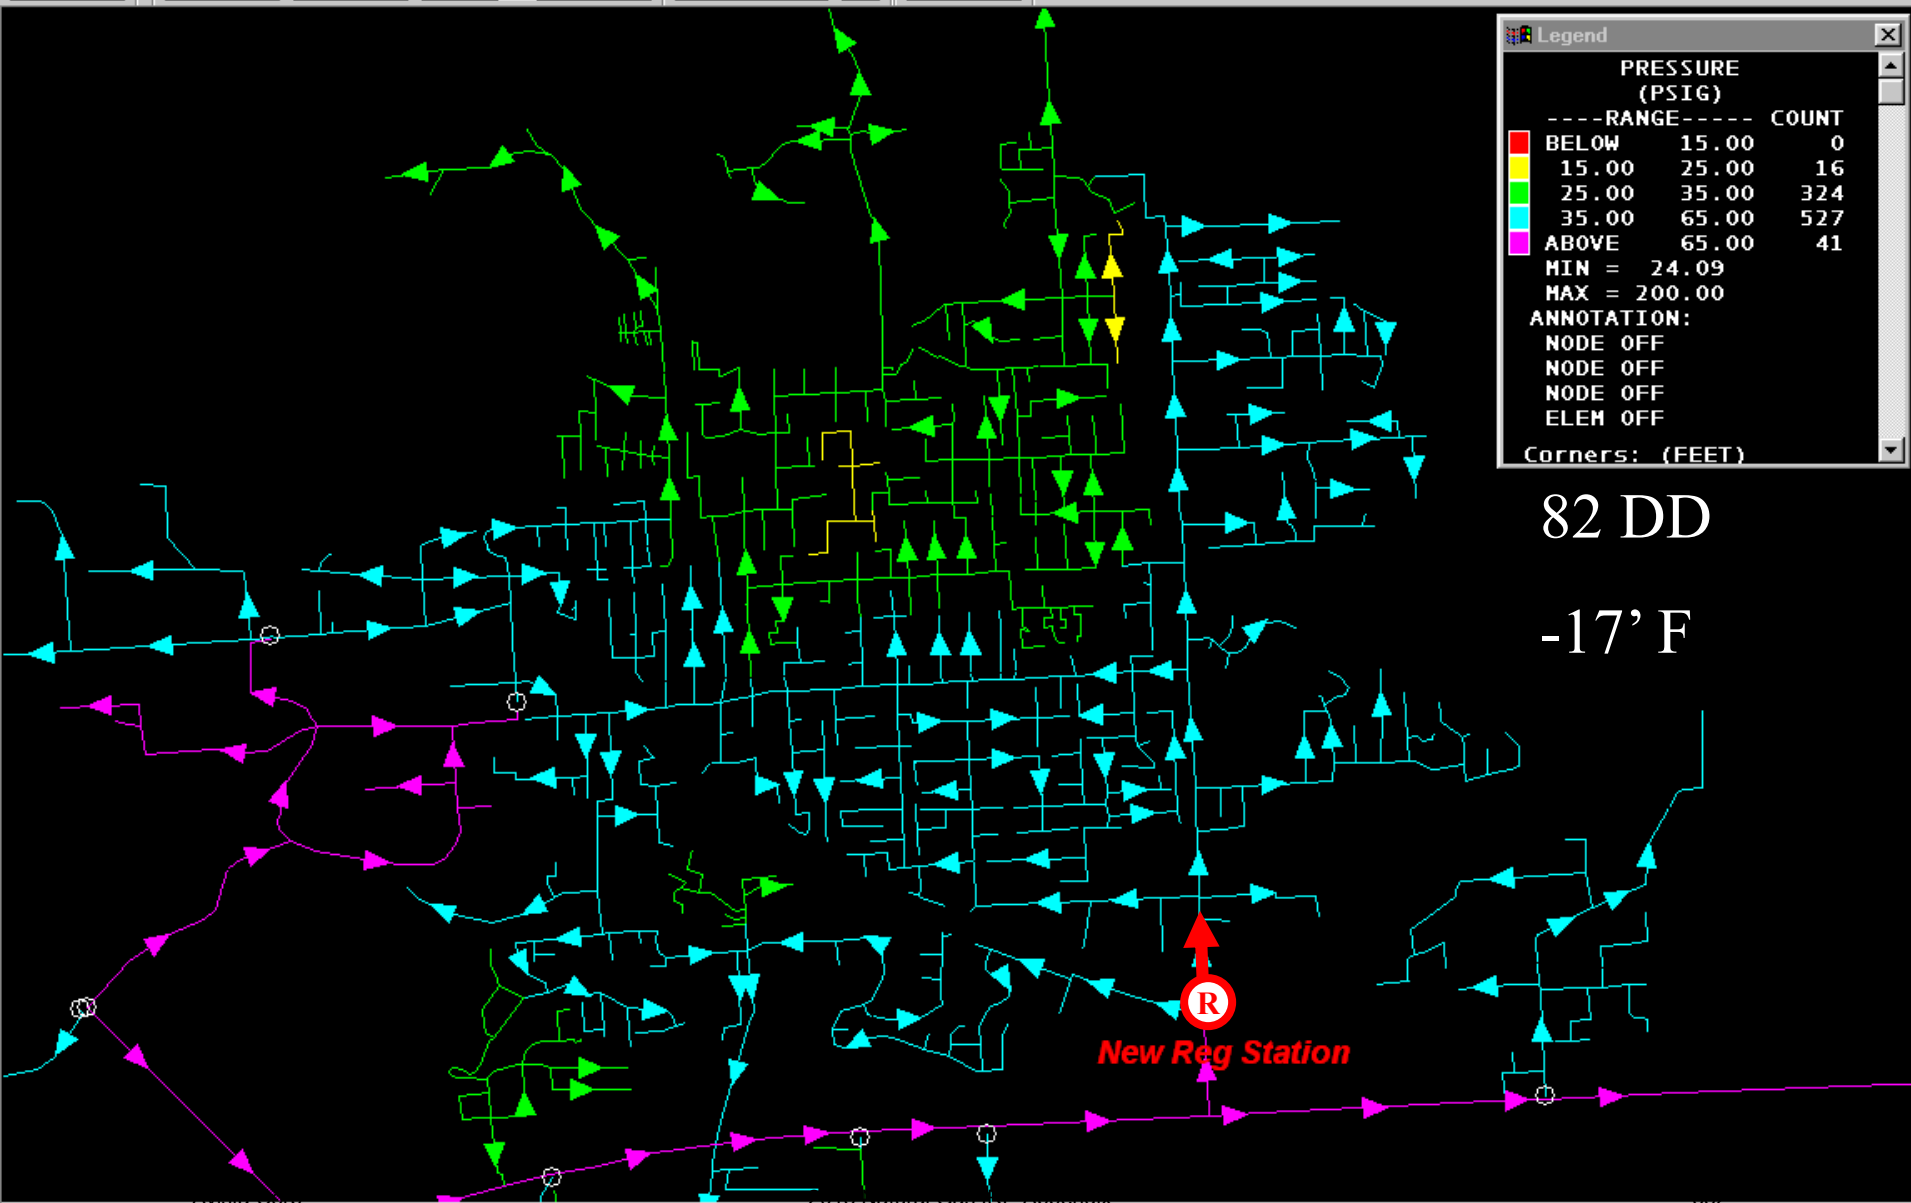 Legend
PRESSURE
(PSIG)
----RANGE----- COUNT
BELOW 15.00 0
15.00 25.00 16
25.00 35.00 324
35.00 65.00 527
ABOVE 65.00 41
MIN = 24.09
MAX = 200.00
ANNOTATION:
NODE OFF
NODE OFF
NODE OFF
ELEM OFF
Corners: (FEET)
82 DD
-17’ F
R
New Reg Station